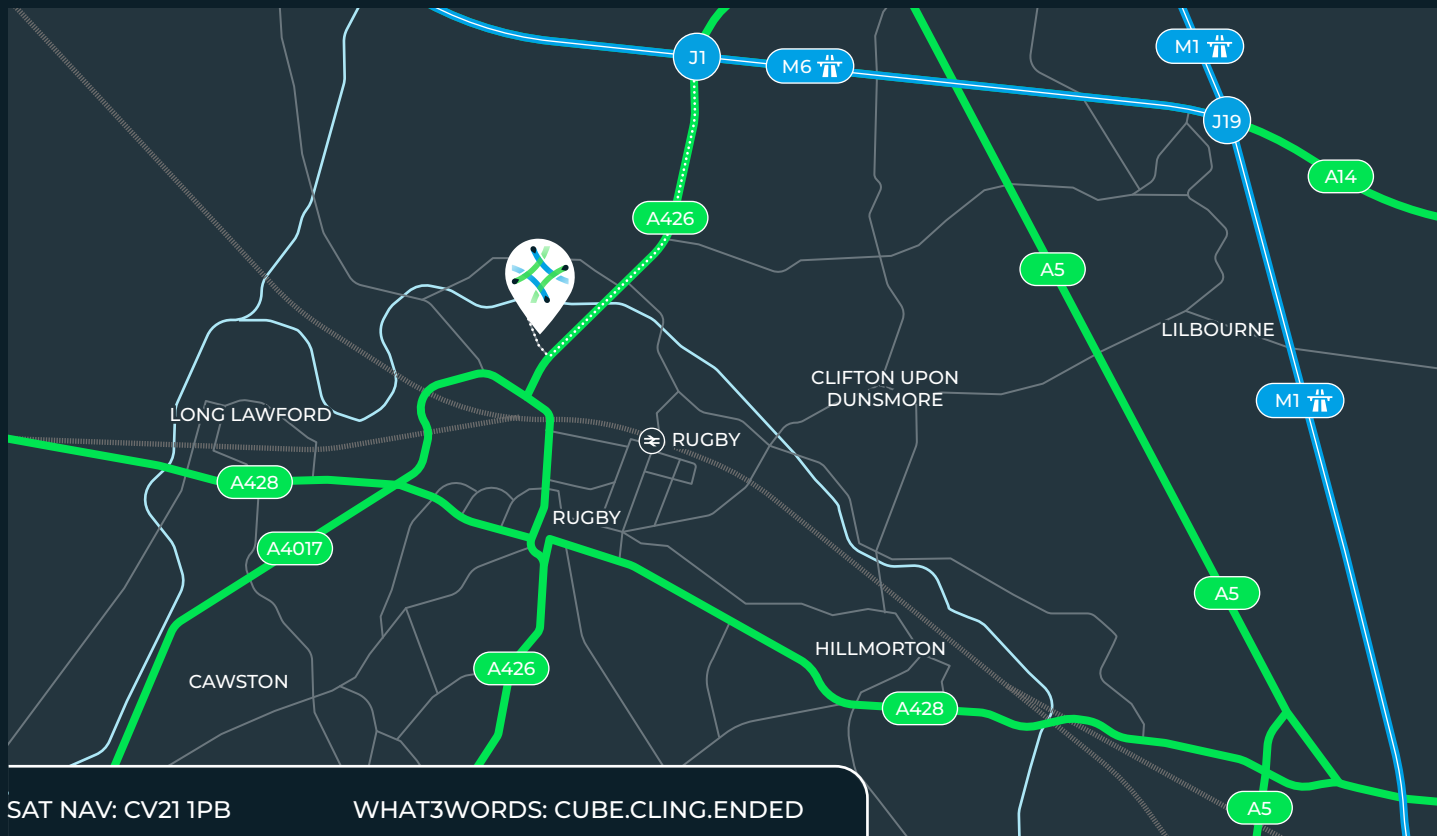 M1
J1
M6
J19
A14
A426
A5
LILBOURNE
CLIFTON UPON
DUNSMORE
M1
LONG LAWFORD
RUGBY
A428
RUGBY
A4017
A5
HILLMORTON
A426
CAWSTON
A428
A5
SAT NAV: CV21 1PB
WHAT3WORDS: CUBE.CLING.ENDED